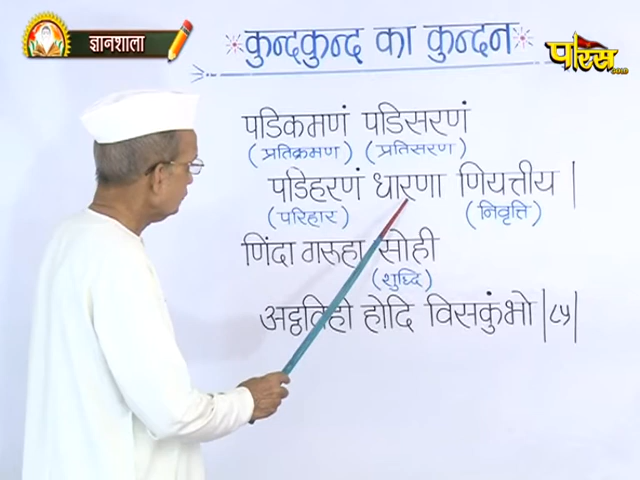 ज्ञानशाला
कुन्दकुन्द का कुन्दन
पारस
पडिकमणं पडिसरणं
(प्रतिक्रमण) (प्रतिसरण)
पडिहरणं धारणा णियत्तीय |
(परिहार) (निवृत्ति)
णिंदा गरुहा सोही
(शुद्धि)
अट्ठविहो होदि विसकुंभो |८५|